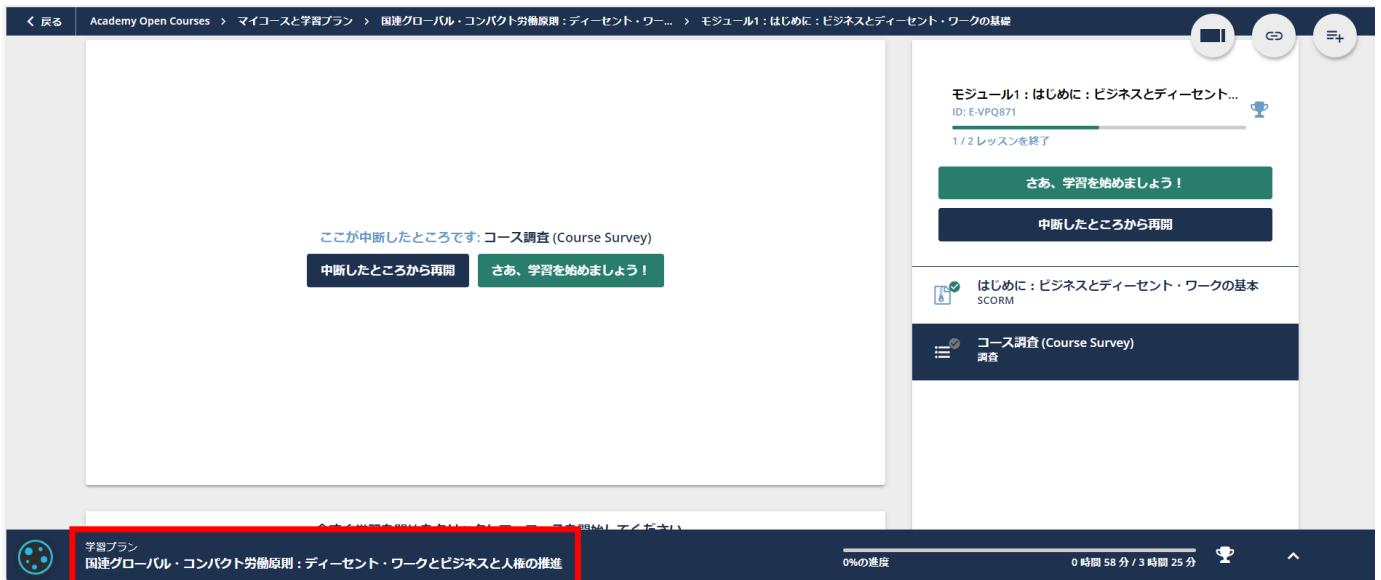 戻る
Academy Open Courses > マイコースと学習プラン > 国連グローバル・コンパクト労働原則：ディーセント・ワー... > モジュール1：はじめに：ビジネスとディーセント・ワークの基礎
ここが中断したところです: コース調査 (Course Survey)
中断したところから再開
さあ、学習を始めましょう！
モジュール1：はじめに：ビジネスとディーセント...
ID: E-VPQ871
1 / 2 レッスンを終了
さあ、学習を始めましょう！
中断したところから再開
はじめに：ビジネスとディーセント・ワークの基本
SCORM
コース調査 (Course Survey)
調査
学習プラン
国連グローバル・コンパクト労働原則：ディーセント・ワークとビジネスと人権の推進
0%の進度
0 時間 58 分 / 3 時間 25 分